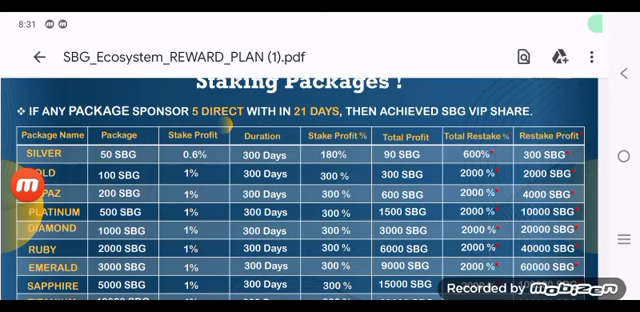 8:31
SBG_Ecosystem_REWARD_PLAN (1).pdf
Staking Packages !
❖ IF ANY PACKAGE SPONSOR 5 DIRECT WITH IN 21 DAYS, THEN ACHIEVED SBG VIP SHARE.
Package Name Package Stake Profit Duration Stake Profit% Total Profit Total Restake% Restake Profit
SILVER 50 SBG 0.6% 300 Days 180% 90 SBG 600%* 300 SBG*
OLD 100 SBG 1% 300 Days 300 % 300 SBG 2000 %* 2000 SBG*
PAZ 200 SBG 1% 300 Days 300 % 600 SBG 2000 %* 4000 SBG*
PLATINUM 500 SBG 1% 300 Days 300 % 1500 SBG 2000 %* 10000 SBG*
DIAMOND 1000 SBG 1% 300 Days 300 % 3000 SBG 2000 %* 20000 SBG*
RUBY 2000 SBG 1% 300 Days 300 % 6000 SBG 2000 %* 40000 SBG*
EMERALD 3000 SBG 1% 300 Days 300 % 9000 SBG 2000 %* 60000 SBG*
SAPPHIRE 5000 SBG 1% 300 Days 300 % 15000 SBG
Recorded by mobizen